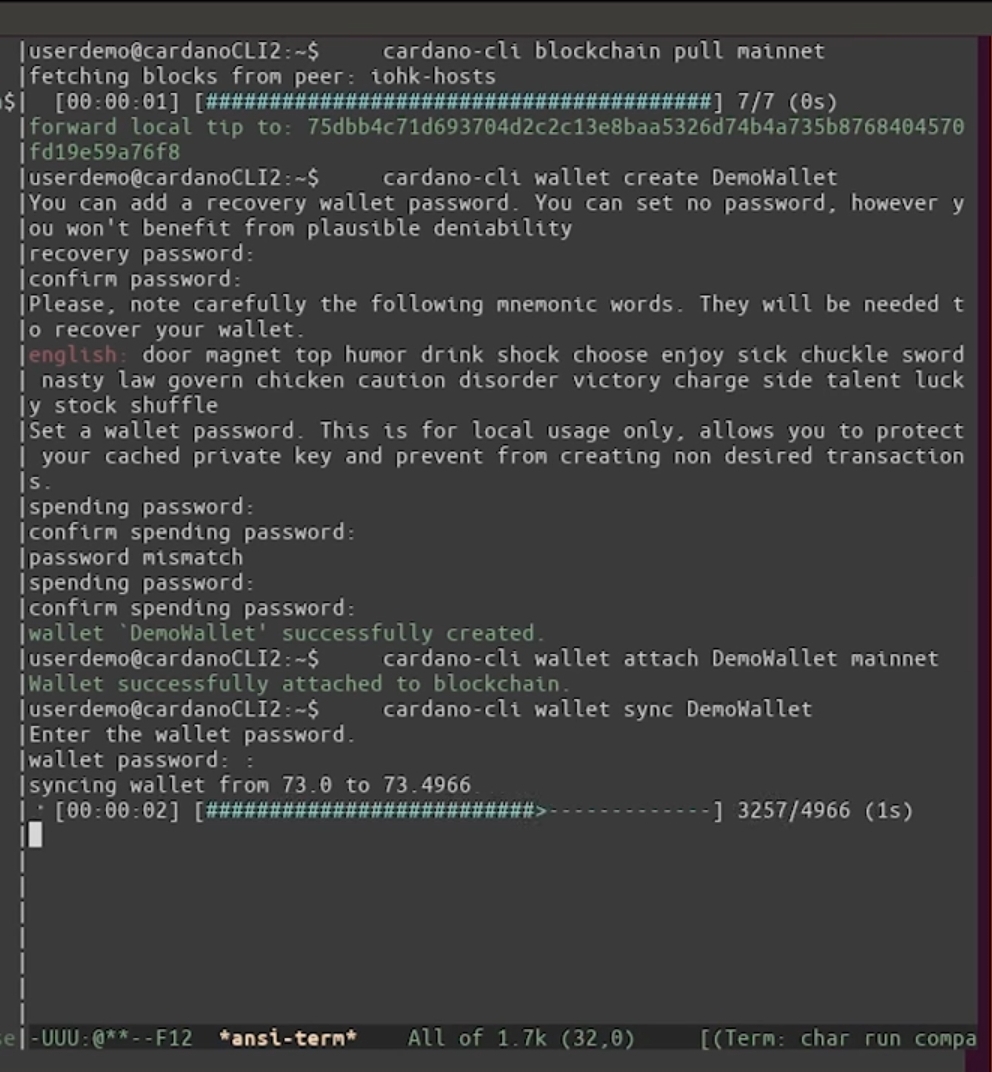 |userdemo@cardanoCLI2:~$     cardano-cli blockchain pull mainnet
|fetching blocks from peer: iohk-hosts
$|  [00:00:01] [########################################] 7/7 (0s)
|forward local tip to: 75dbb4c71d693704d2c2c13e8baa5326d74b4a735b8768404570
|fd19e59a76f8
|userdemo@cardanoCLI2:~$     cardano-cli wallet create DemoWallet
|You can add a recovery wallet password. You can set no password, however y
|ou won't benefit from plausible deniability
|recovery password:
|confirm password:
|Please, note carefully the following mnemonic words. They will be needed t
|o recover your wallet.
|english: door magnet top humor drink shock choose enjoy sick chuckle sword
| nasty law govern chicken caution disorder victory charge side talent luck
|y stock shuffle
|Set a wallet password. This is for local usage only, allows you to protect
| your cached private key and prevent from creating non desired transaction
|s.
|spending password:
|confirm spending password:
|password mismatch
|spending password:
|confirm spending password:
|wallet `DemoWallet' successfully created.
|userdemo@cardanoCLI2:~$     cardano-cli wallet attach DemoWallet mainnet
|Wallet successfully attached to blockchain.
|userdemo@cardanoCLI2:~$     cardano-cli wallet sync DemoWallet
|Enter the wallet password.
|wallet password: :
|syncing wallet from 73.0 to 73.4966
| [00:00:02] [##########################>-------------] 3257/4966 (1s)
-UUU:@**--F12  *ansi-term*    All of 1.7k (32,0)     [(Term: char run compa